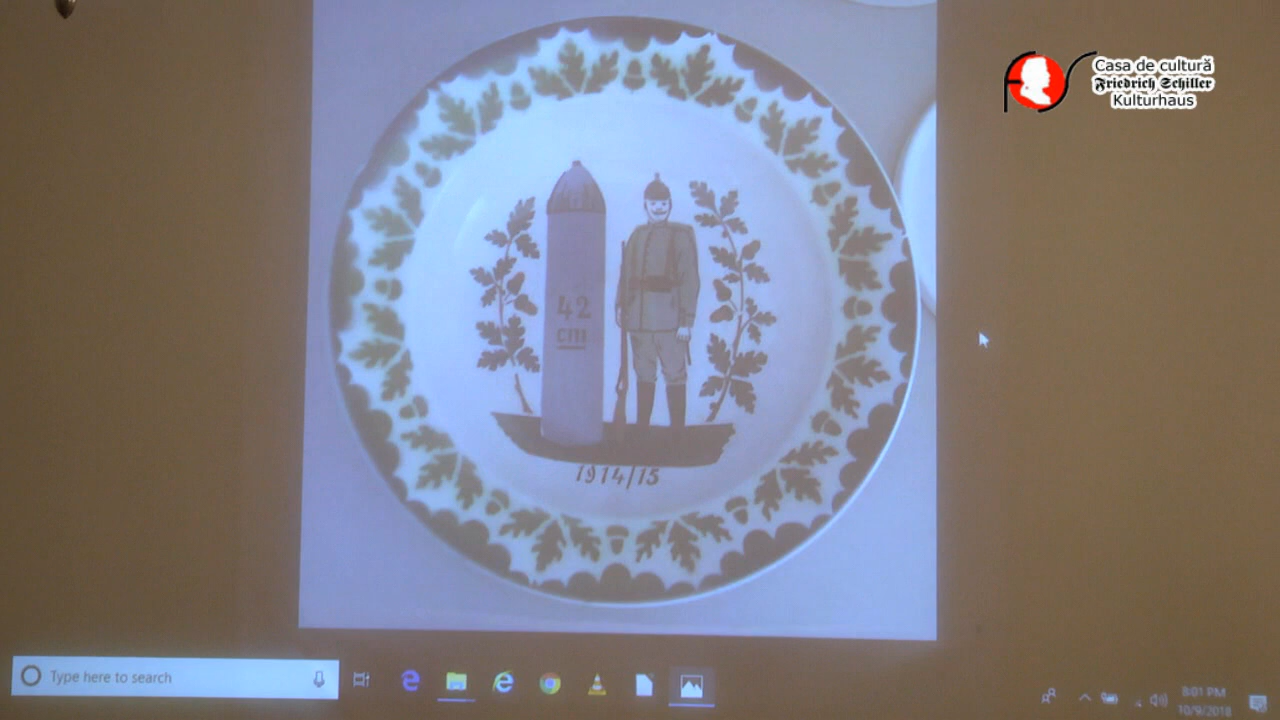 Casa de cultură
Friedrich Schiller
Kulturhaus
42
cm
1914/15
Type here to search
8:01 PM
10/9/2018